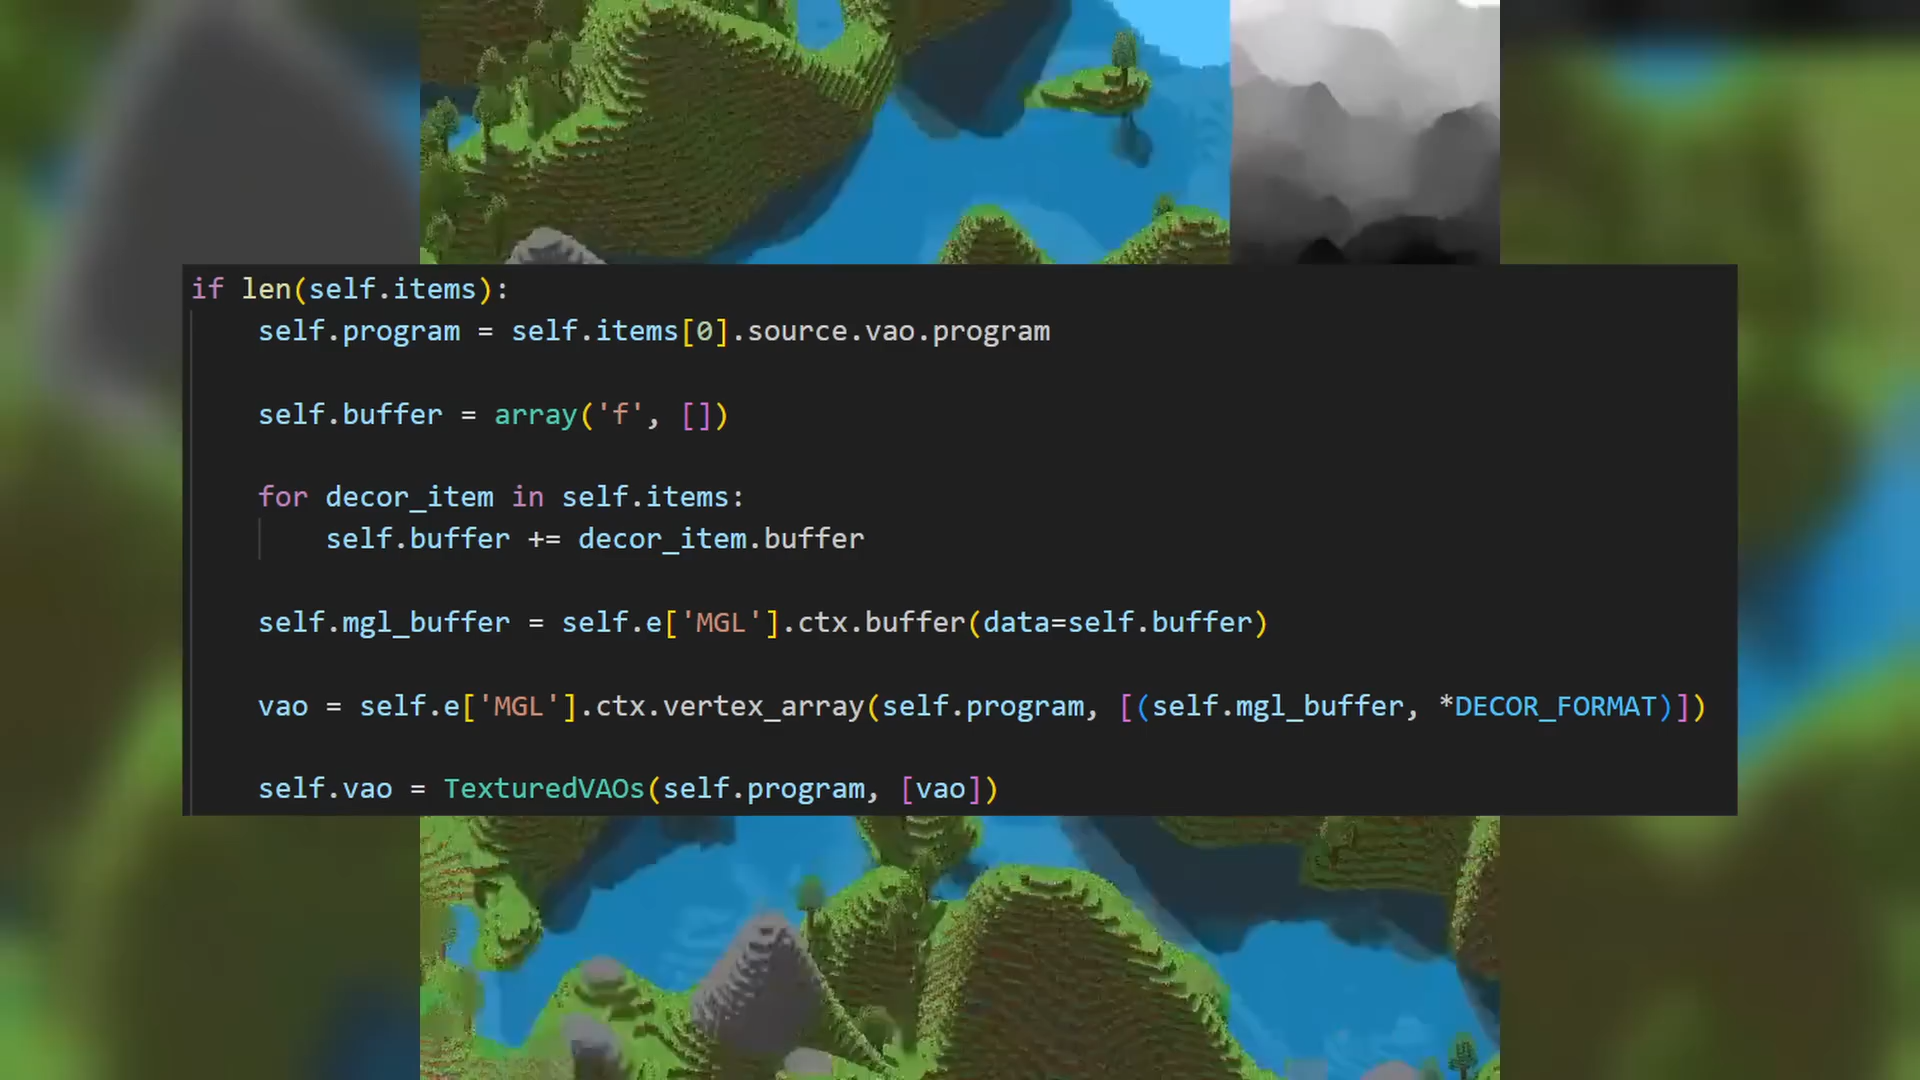 if len(self.items):
self.program = self.items[0].source.vao.program
self.buffer = array('f', [])
for decor_item in self.items:
self.buffer += decor_item.buffer
self.mgl_buffer = self.e['MGL'].ctx.buffer(data=self.buffer)
vao = self.e['MGL'].ctx.vertex_array(self.program, [(self.mgl_buffer, *DECOR_FORMAT)])
self.vao = TexturedVAOs(self.program, [vao])